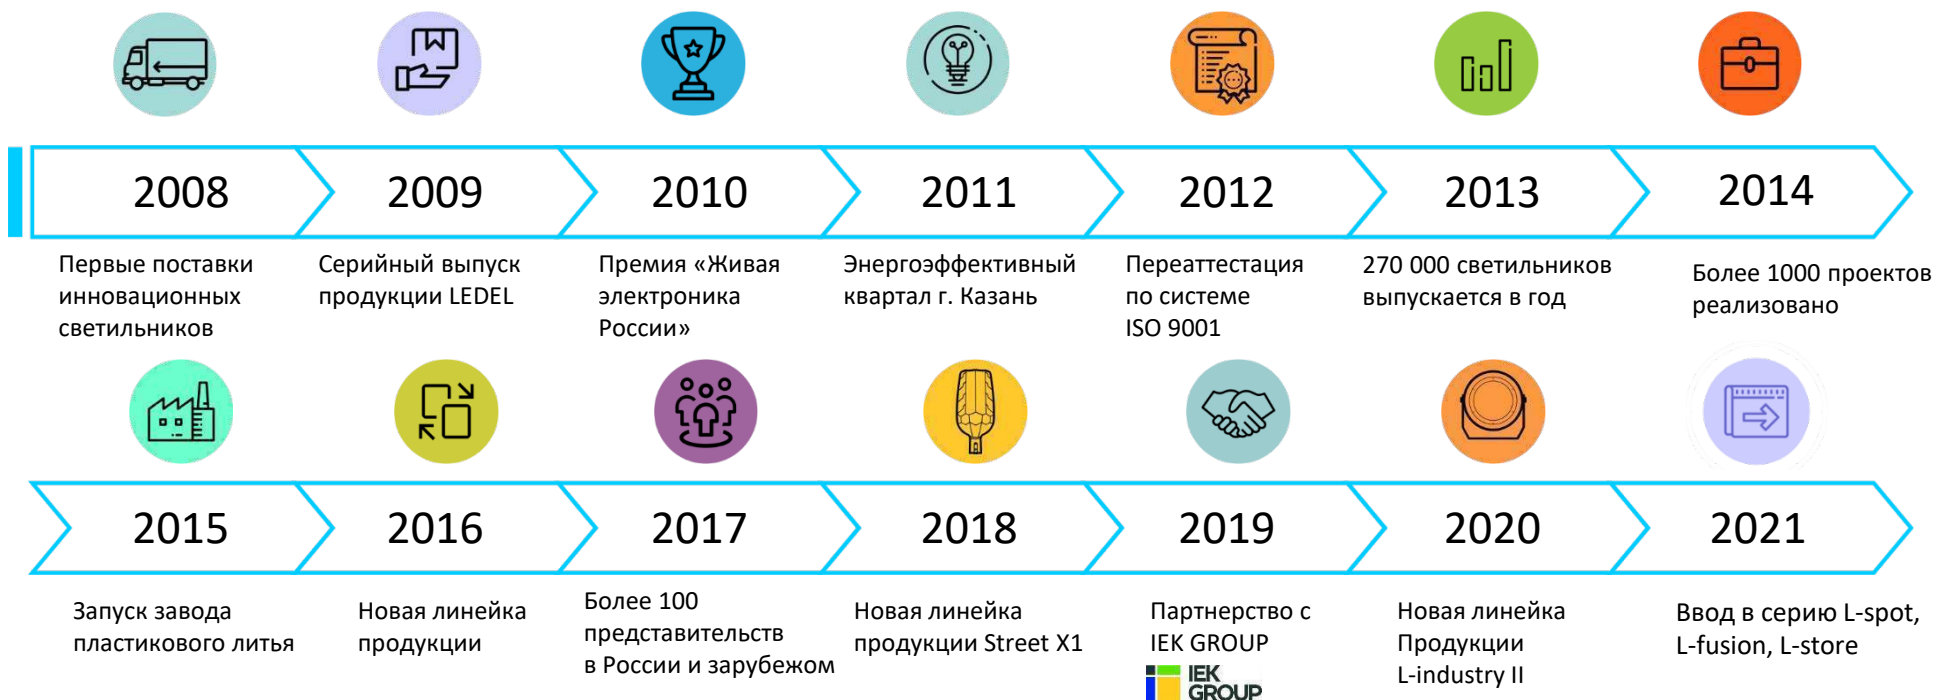 2008
2009
2010
2011
2012
2013
2014
Первые поставки
инновационных
светильников
Серийный выпуск
продукции LEDEL
Премия «Живая
электроника
России»
Энергоэффективный
квартал г. Казань
Переаттестация
по системе
ISO 9001
270 000 светильников
выпускается в год
Более 1000 проектов
реализовано
2015
2016
2017
2018
2019
2020
2021
Запуск завода
пластикового литья
Новая линейка
продукции
Более 100
представительств
в России и зарубежом
Новая линейка
продукции Street X1
Партнерство с
IEK GROUP
IEK
GROUP
Новая линейка
Продукции
L-industry II
Ввод в серию L-spot,
L-fusion, L-store